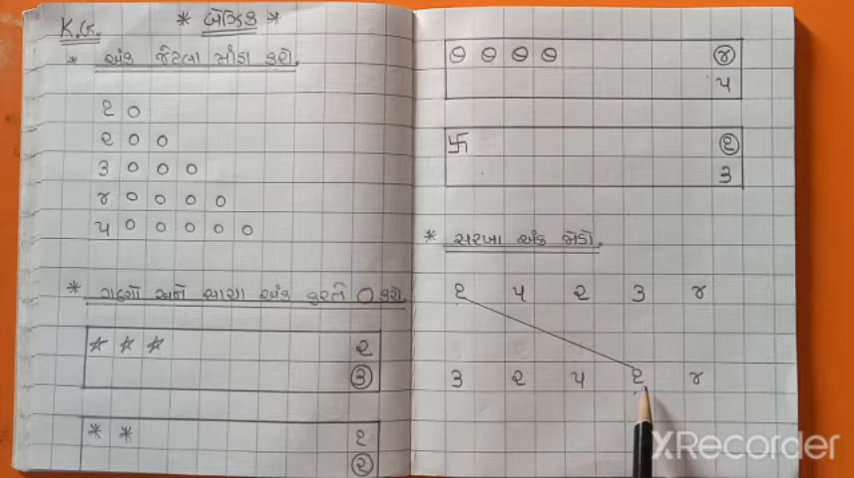 K.G.
* બેઝિક *
* અંક જેટલા મીંડા કરો.
૧ ૦
૨ ૦ ૦
૩ ૦ ૦ ૦
૪ ૦ ૦ ૦ ૦
૫ ૦ ૦ ૦ ૦ ૦
* ગણો અને સાચા અંક ફરતે ૦ કરો.
૨
૩
૧
૨
૪
૫
૧
૩
* સરખા અંક જોડો.
૧ ૫ ૨ ૩ ૪
૩ ૨ ૫ ૧ ૪
XRecorder